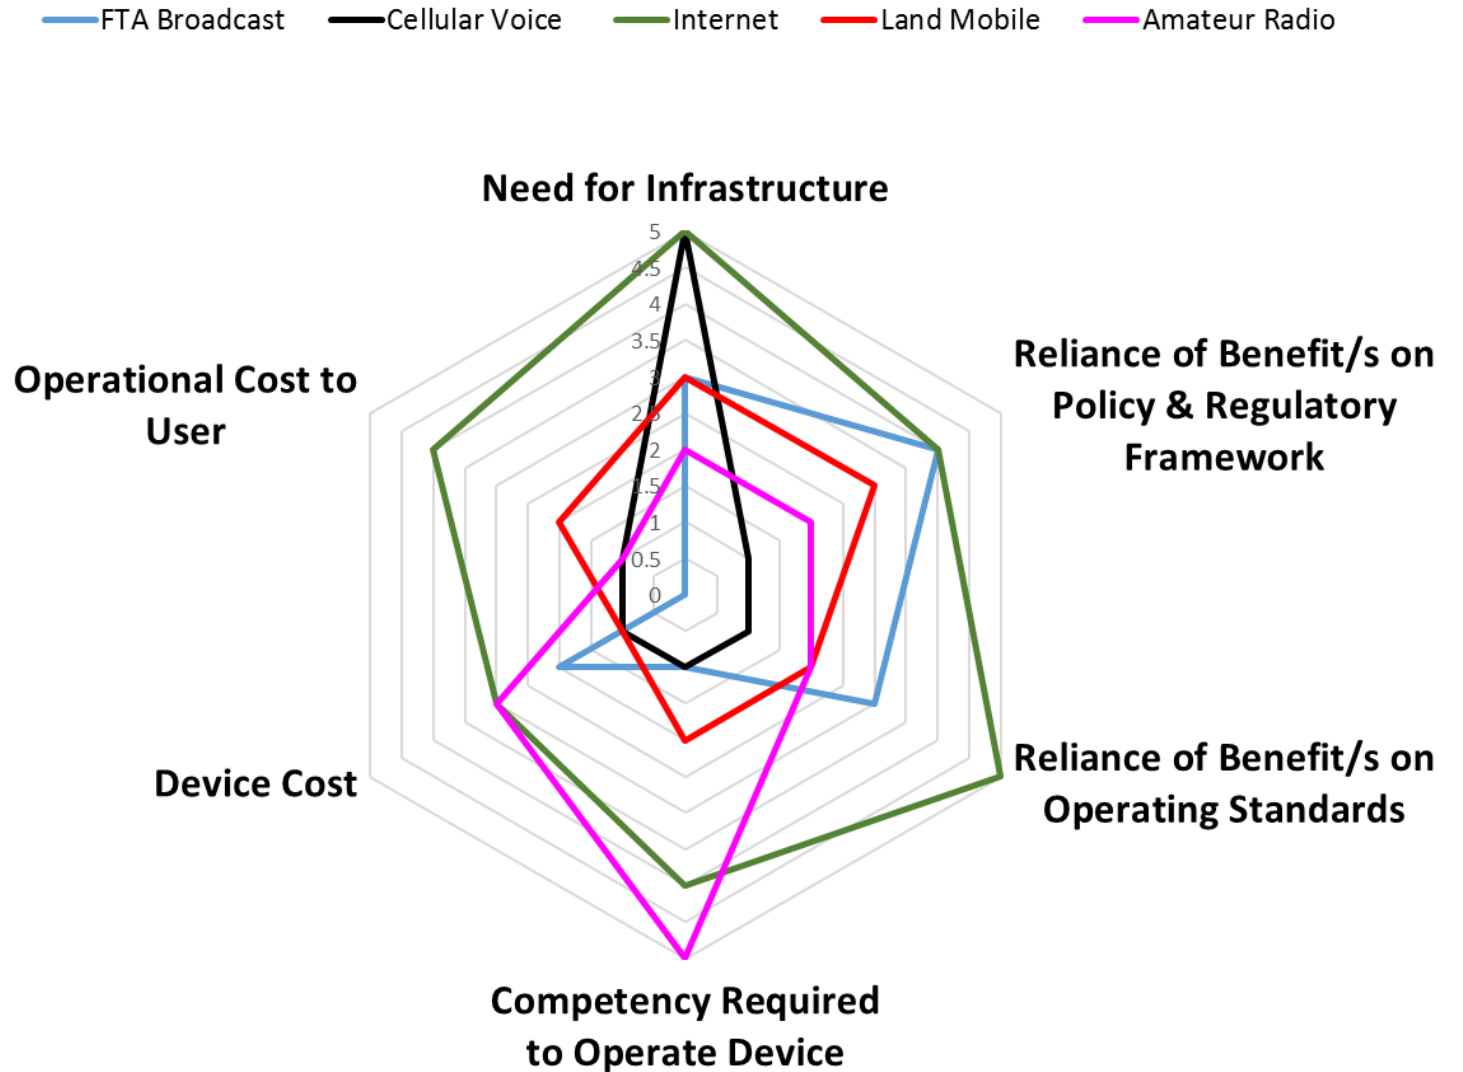 FTA Broadcast Cellular Voice Internet Land Mobile Amateur Radio
Need for Infrastructure
5
4.5
4
3.5
3
2.5
2
1.5
1
0.5
0
Reliance of Benefit/s on
Policy & Regulatory
Framework
Reliance of Benefit/s on
Operating Standards
Competency Required
to Operate Device
Device Cost
Operational Cost to
User